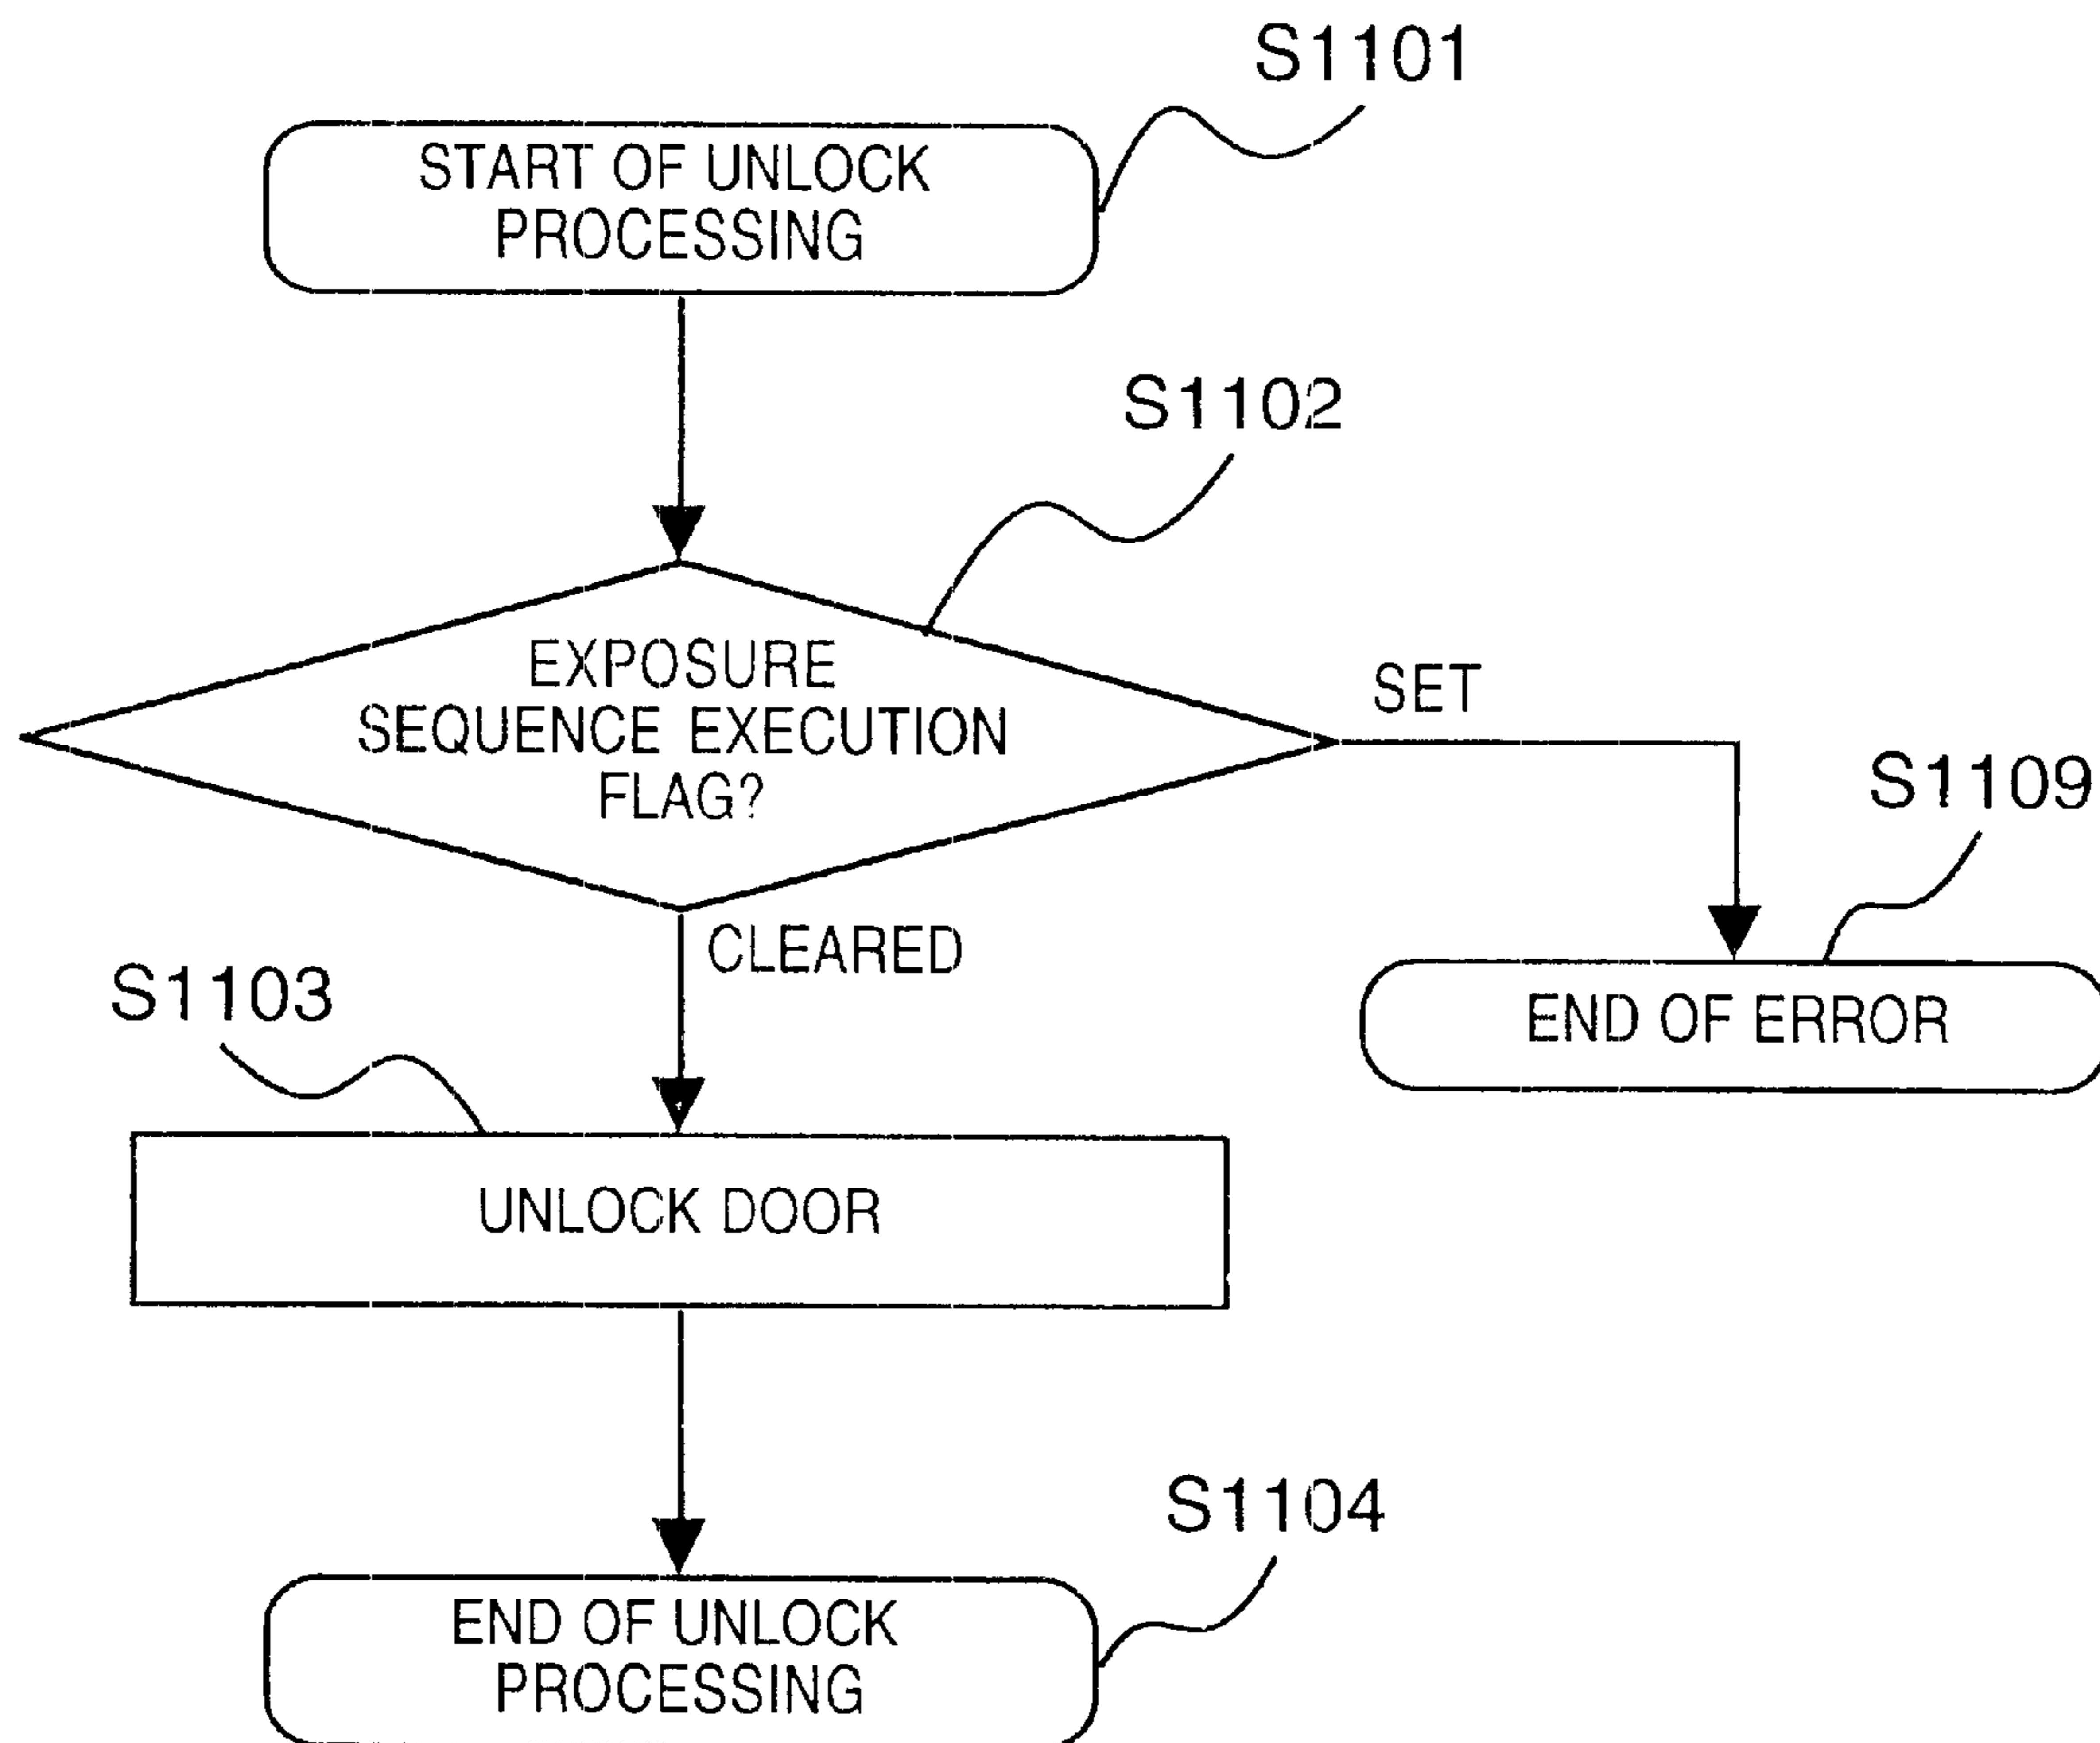 S1101
START OF UNLOCK
PROCESSING
S1102
EXPOSURE
SEQUENCE EXECUTION
FLAG?
SET
S1109
CLEARED
END OF ERROR
S1103
UNLOCK DOOR
S1104
END OF UNLOCK
PROCESSING